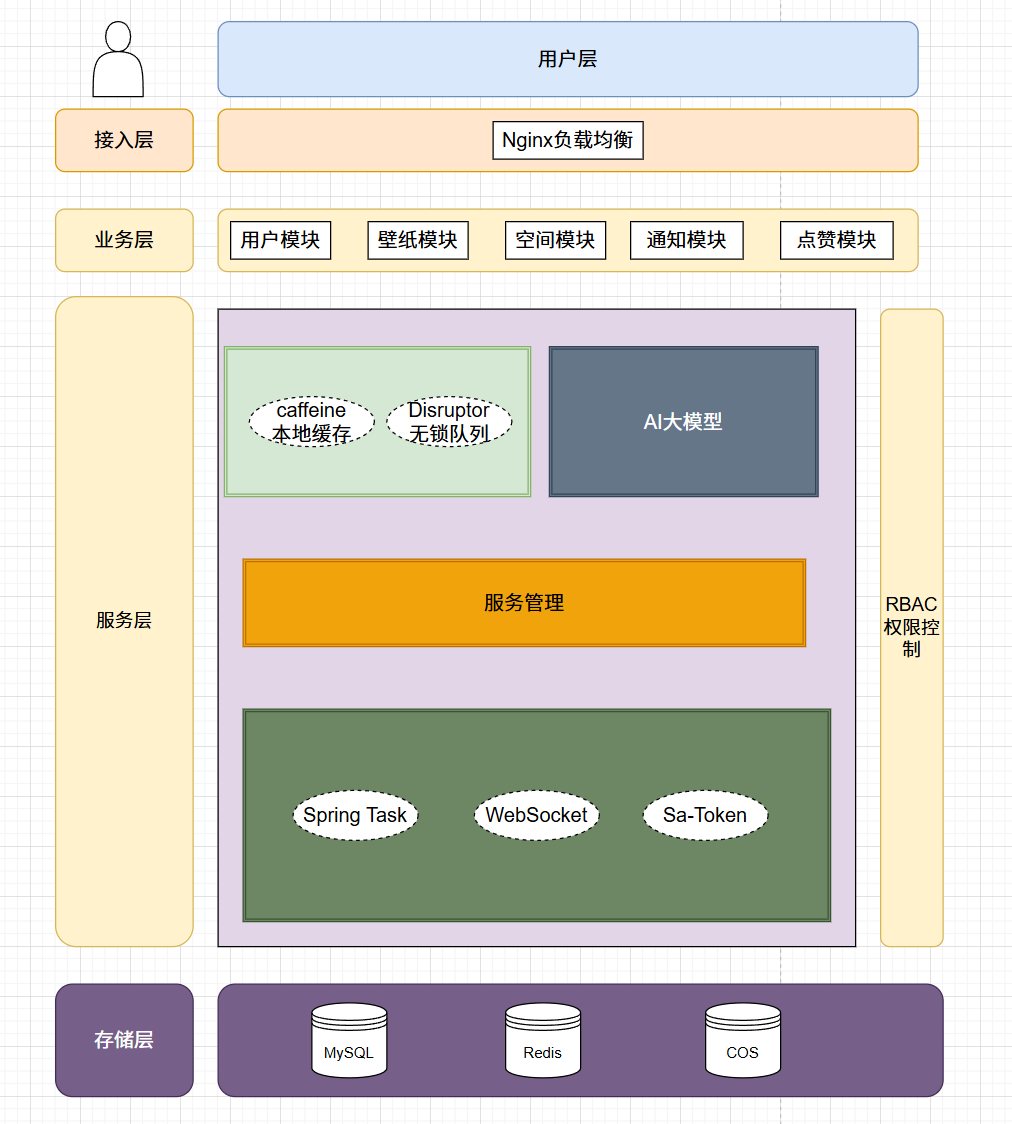 用户层
接入层
Nginx负载均衡
业务层
用户模块
壁纸模块
空间模块
通知模块
点赞模块
服务层
caffeine
本地缓存
Disruptor
无锁队列
AI大模型
服务管理
RBAC
权限控
制
Spring Task
WebSocket
Sa-Token
存储层
MySQL
Redis
COS